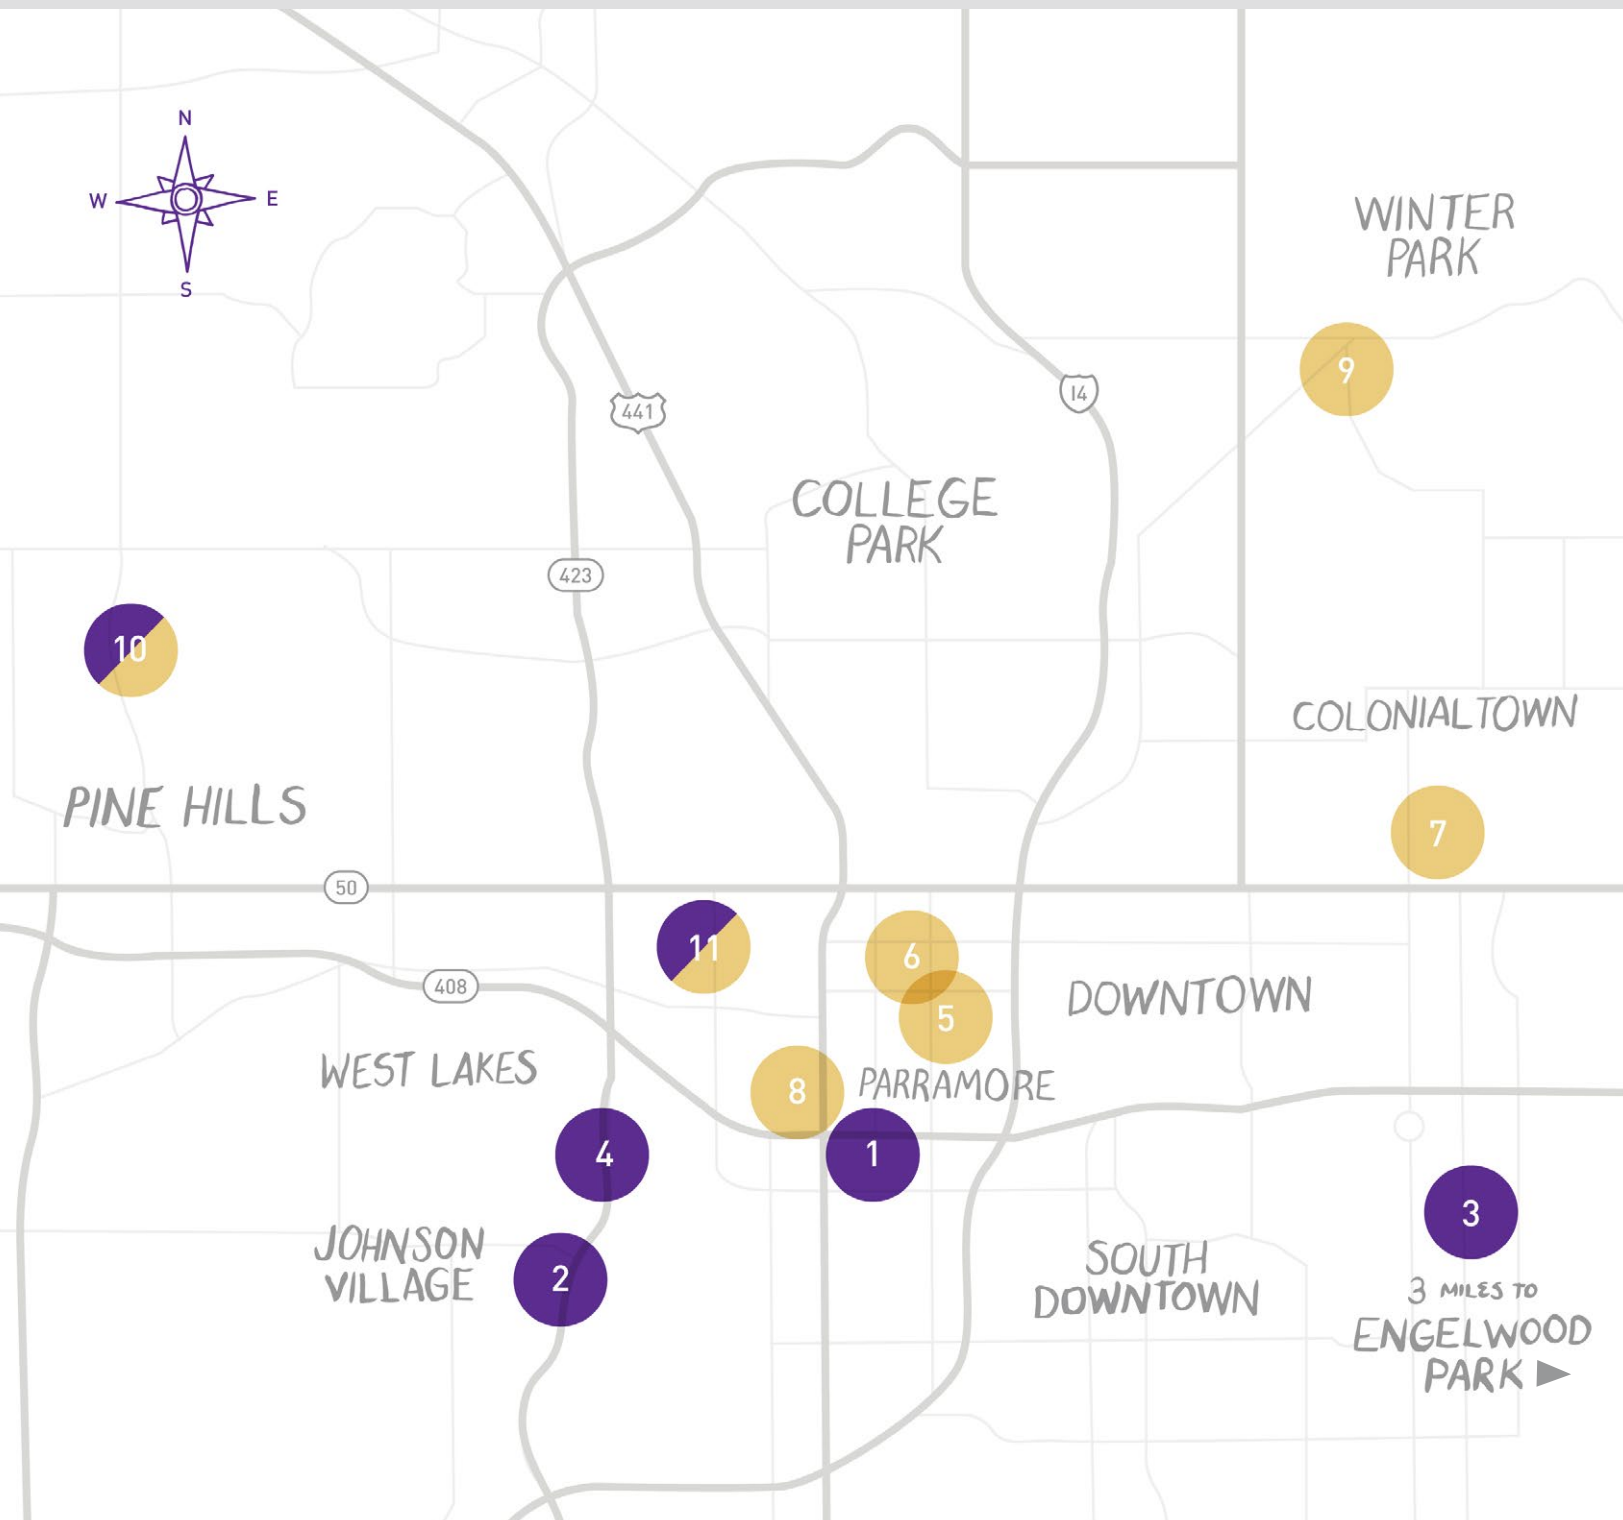 N
W
E
S
WINTER
PARK
9
14
441
COLLEGE
PARK
423
10
COLONIALTOWN
PINE HILLS
7
50
11
6
408
DOWNTOWN
5
WEST LAKES
8
PARRAMORE
4
1
3
JOHNSON
VILLAGE
2
SOUTH
DOWNTOWN
3 MILES TO
ENGELWOOD
PARK